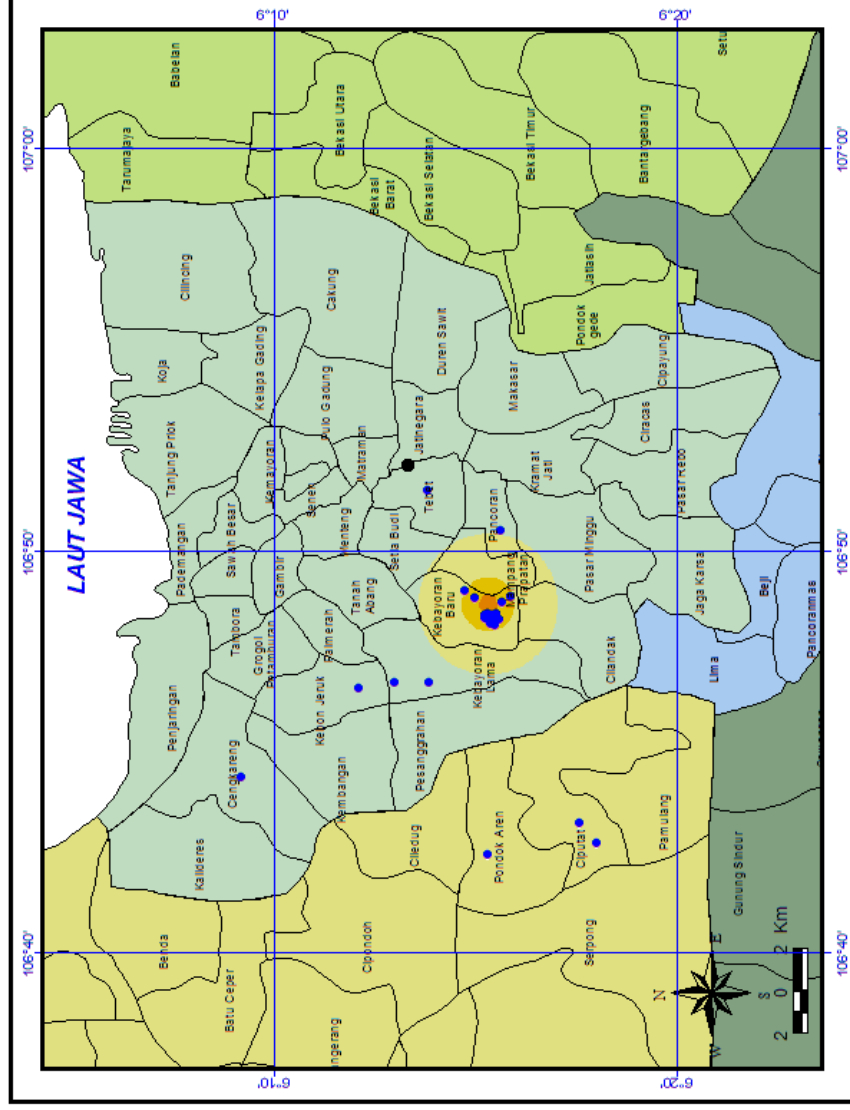 106°40'
106°50'
107°00'
LAUT JAWA
Benda
Kalideres
Penjaringan
Pademangan
Tanjung Priok
Koja
Cilincing
Tarumajaya
Babelan
Batu Ceper
Cengkareng
Tambora
Sawah Besar
Kemayoran
Kelapa Gading
6°10'
6°10'
Grogol
Petamburan
Gambir
Senen
Pulo Gadung
Cakung
Bekasi Utara
ngerang
Cipondoh
Kembangan
Kebon Jeruk
Palmerah
Tanah
Abang
Menteng
Matraman
Bekasi
Barat
Ciledug
Pesanggrahan
Setia Budi
Tebet
Jatinegara
Duren Sawit
Bekasi Selatan
Pondok Aren
Kebayoran
Lama
Kebayoran
Baru
Mampang
Prapatan
Pancoran
Makasar
Bekasi Timur
Serpong
Ciputat
Cilandak
Pasar Minggu
Kramat
Jati
Pondok
gede
Jatiasih
Pamulang
Jaga Karsa
Pasar Rebo
Ciracas
Cipayung
Bantargebang
6°20'
6°20'
Setu
Gunung Sindur
Lima
Beji
Pancoranmas
N
W
E
S
2 0 2 Km
106°40'
106°50'
107°00'